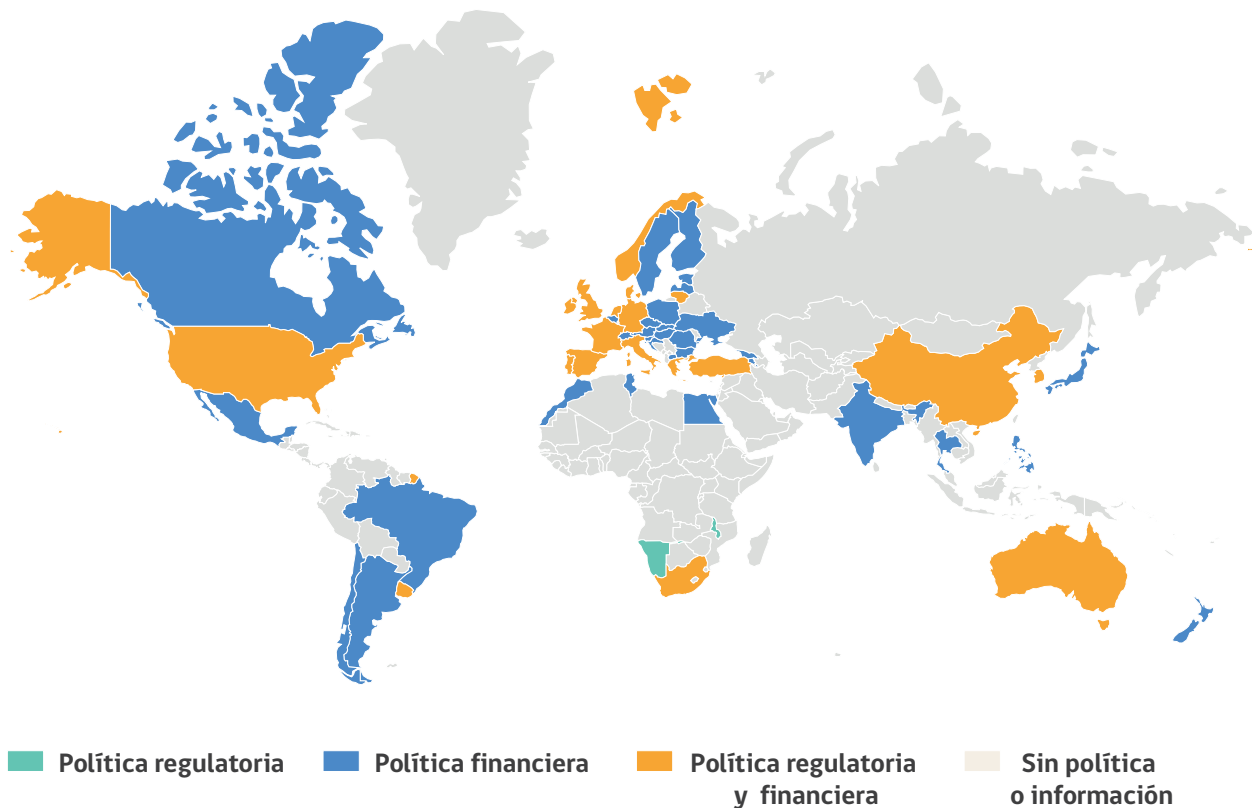 Política regulatoria
Política financiera
Política regulatoria
y financiera
Sin política
o información